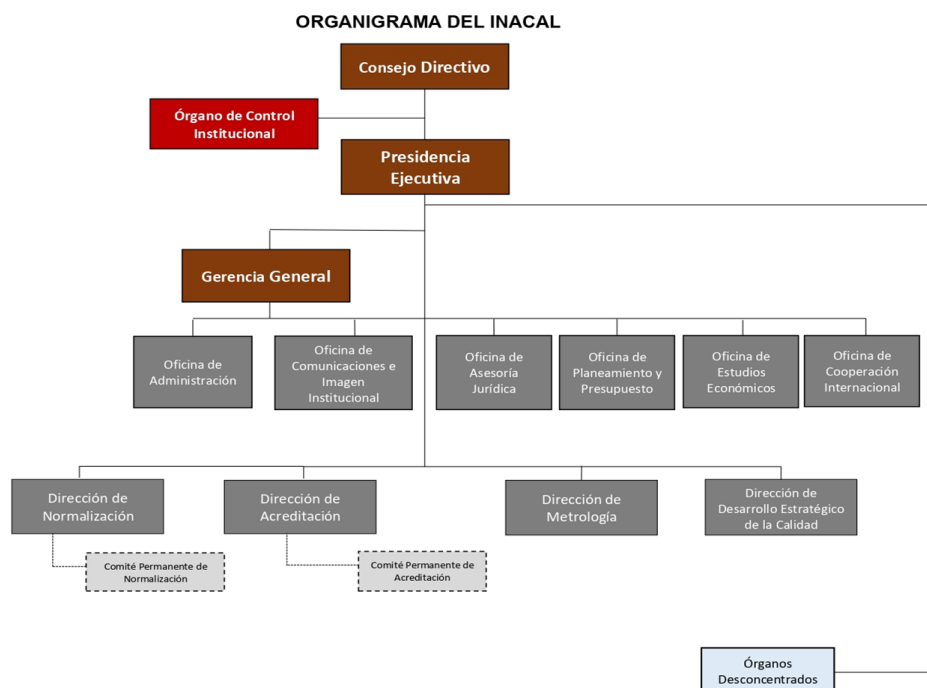 ORGANIGRAMA DEL INACAL
Consejo Directivo
Órgano de Control
Institucional
Presidencia
Ejecutiva
Gerencia General
Oficina de
Administración
Oficina de
Comunicaciones e
Imagen
Institucional
Oficina de
Asesoría
Jurídica
Oficina de
Planeamiento y
Presupuesto
Oficina de
Estudios
Económicos
Oficina de
Cooperación
Internacional
Dirección de
Normalización
Dirección de
Acreditación
Dirección de
Metrología
Dirección de
Desarrollo Estratégico
de la Calidad
Comité Permanente de
Normalización
Comité Permanente de
Acreditación
Órganos
Desconcentrados